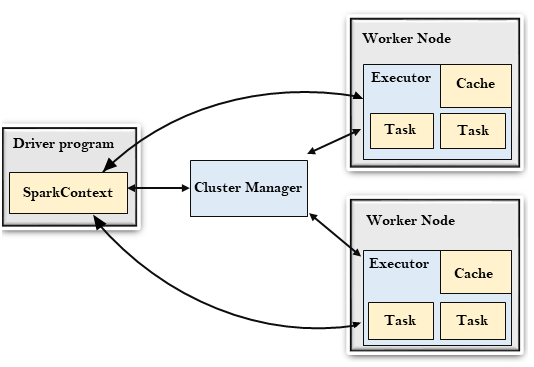 Driver program
SparkContext
Cluster Manager
Worker Node
Executor
Cache
Task
Task
Worker Node
Executor
Cache
Task
Task